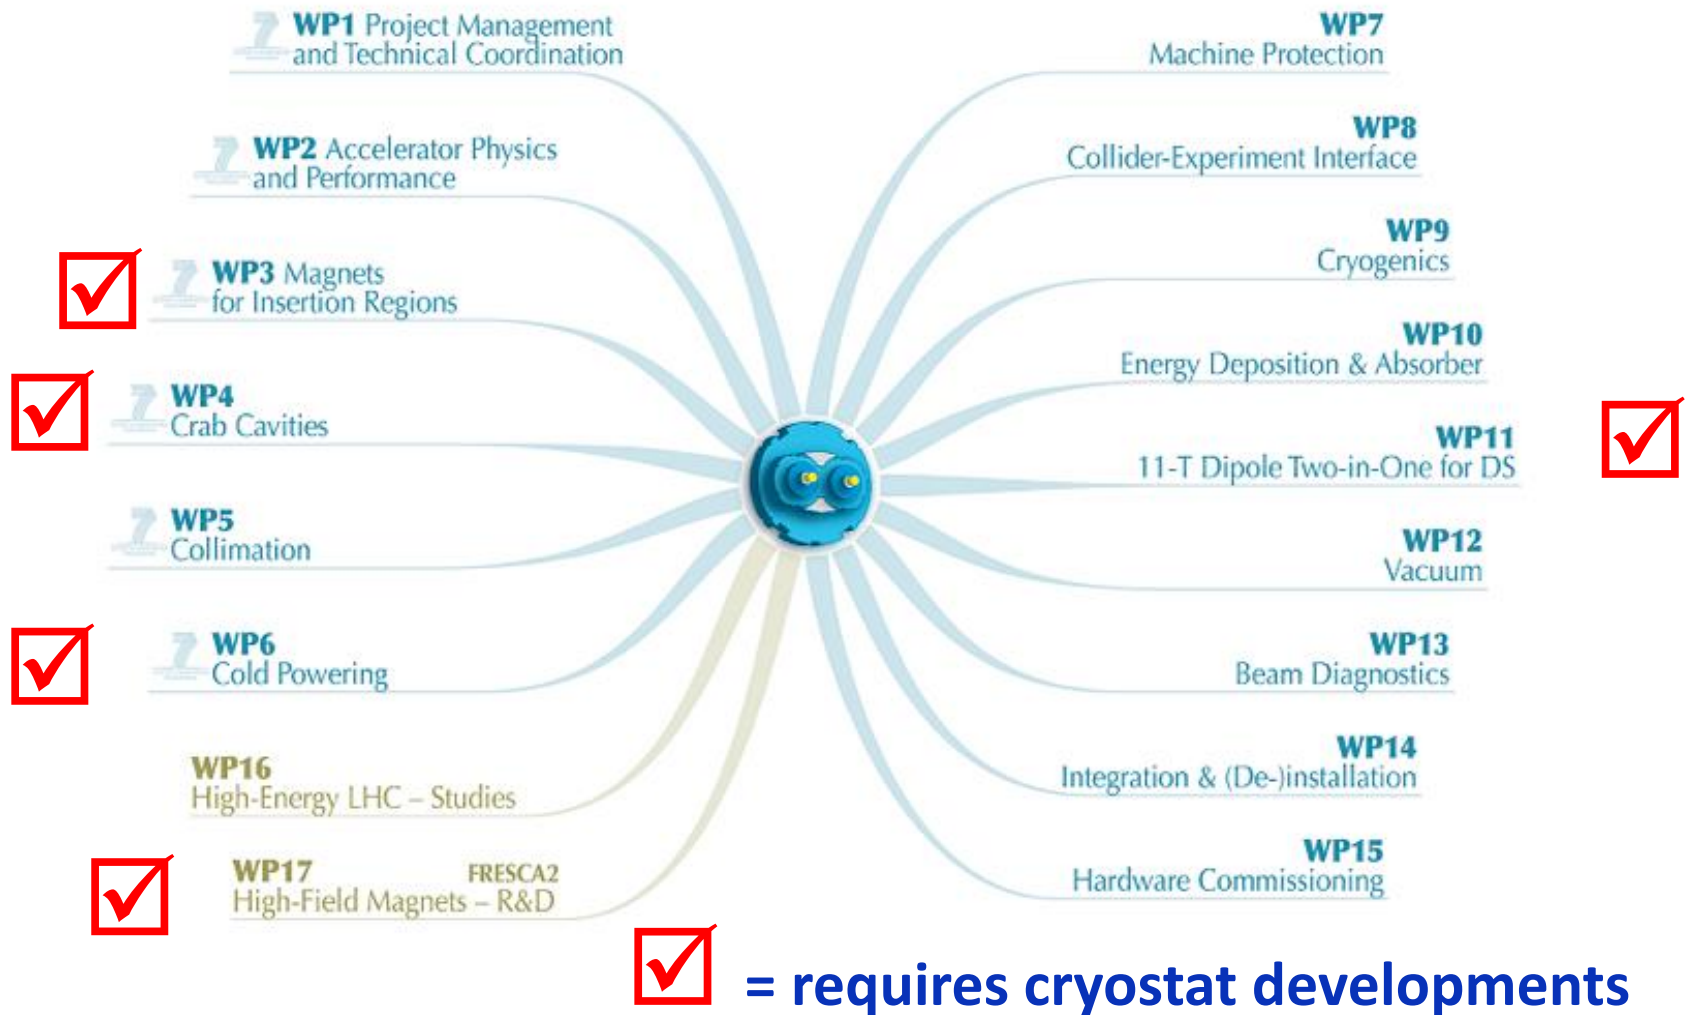 WP1 Project Management
and Technical Coordination
WP2 Accelerator Physics
and Performance
WP3 Magnets
for Insertion Regions
WP4
Crab Cavities
WP5
Collimation
WP6
Cold Powering
WP16
High-Energy LHC – Studies
WP17 FRESCA2
High-Field Magnets – R&D
WP7
Machine Protection
WP8
Collider-Experiment Interface
WP9
Cryogenics
WP10
Energy Deposition & Absorber
WP11
11-T Dipole Two-in-One for DS
WP12
Vacuum
WP13
Beam Diagnostics
WP14
Integration & (De-)installation
WP15
Hardware Commissioning
= requires cryostat developments